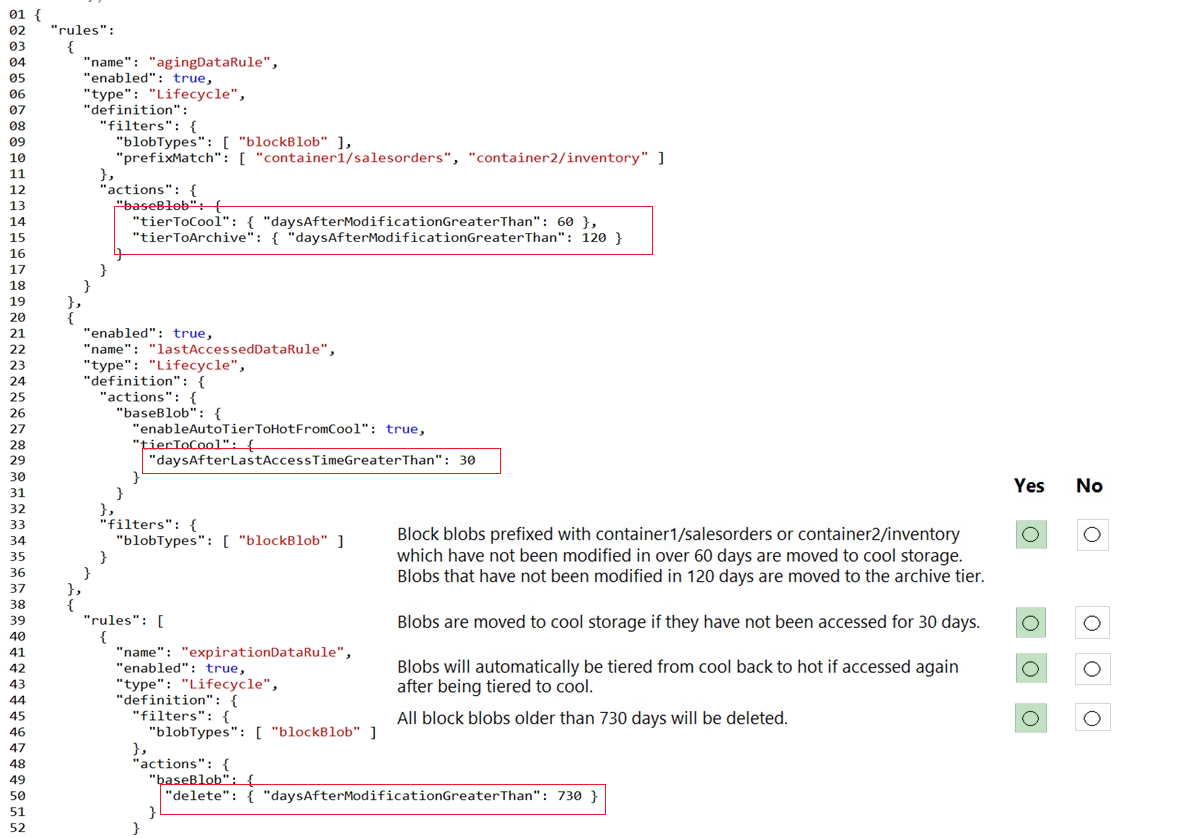 01 {
02 "rules":
03 {
04 "name": "agingDataRule",
05 "enabled": true,
06 "type": "Lifecycle",
07 "definition":
08 "filters": {
09 "blobTypes": [ "blockBlob" ],
10 "prefixMatch": [ "container1/salesorders", "container2/inventory" ]
11 },
12 "actions": {
13 "baseBlob": {
14 "tierToCool": { "daysAfterModificationGreaterThan": 60 },
15 "tierToArchive": { "daysAfterModificationGreaterThan": 120 }
16 }
17 }
18 }
19 },
20 {
21 "enabled": true,
22 "name": "lastAccessedDataRule",
23 "type": "Lifecycle",
24 "definition": {
25 "actions": {
26 "baseBlob": {
27 "enableAutoTierToHotFromCool": true,
28 "tierToCool": {
29 "daysAfterLastAccessTimeGreaterThan": 30
30 }
31 }
32 },
33 "filters": {
34 "blobTypes": [ "blockBlob" ]
35 }
36 }
37 },
38 {
39 "rules": [
40 {
41 "name": "expirationDataRule",
42 "enabled": true,
43 "type": "Lifecycle",
44 "definition": {
45 "filters": {
46 "blobTypes": [ "blockBlob" ]
47 },
48 "actions": {
49 "baseBlob": {
50 "delete": { "daysAfterModificationGreaterThan": 730 }
51 }
52 }
Yes No
Block blobs prefixed with container1/salesorders or container2/inventory
which have not been modified in over 60 days are moved to cool storage.
Blobs that have not been modified in 120 days are moved to the archive tier.
Blobs are moved to cool storage if they have not been accessed for 30 days.
Blobs will automatically be tiered from cool back to hot if accessed again
after being tiered to cool.
All block blobs older than 730 days will be deleted.